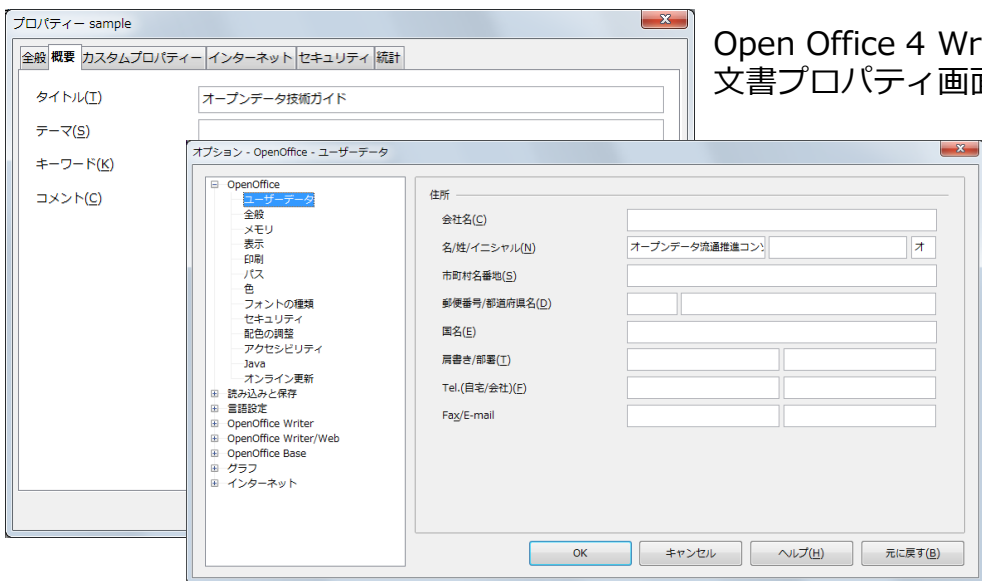 プロパティー sample
全般 概要 カスタムプロパティー インターネット セキュリティ 統計
タイトル(T) オープンデータ技術ガイド
テーマ(S)
キーワード(K)
コメント(C)
Open Office 4 Wr
文書プロパティ画面
オプション - OpenOffice - ユーザーデータ
OpenOffice
ユーザーデータ
全般
メモリ
表示
印刷
パス
色
フォントの種類
セキュリティ
配色の調整
アクセシビリティ
Java
オンライン更新
読み込みと保存
言語設定
OpenOffice Writer
OpenOffice Writer/Web
OpenOffice Base
グラフ
インターネット
住所
会社名(C)
名/姓/イニシャル(N) オープンデータ流通推進コンソ オ
市町村名番地(S)
郵便番号/都道府県名(D)
国名(E)
肩書き/部署(T)
Tel.(自宅/会社)(F)
Fax/E-mail
OK キャンセル ヘルプ(H) 元に戻す(B)